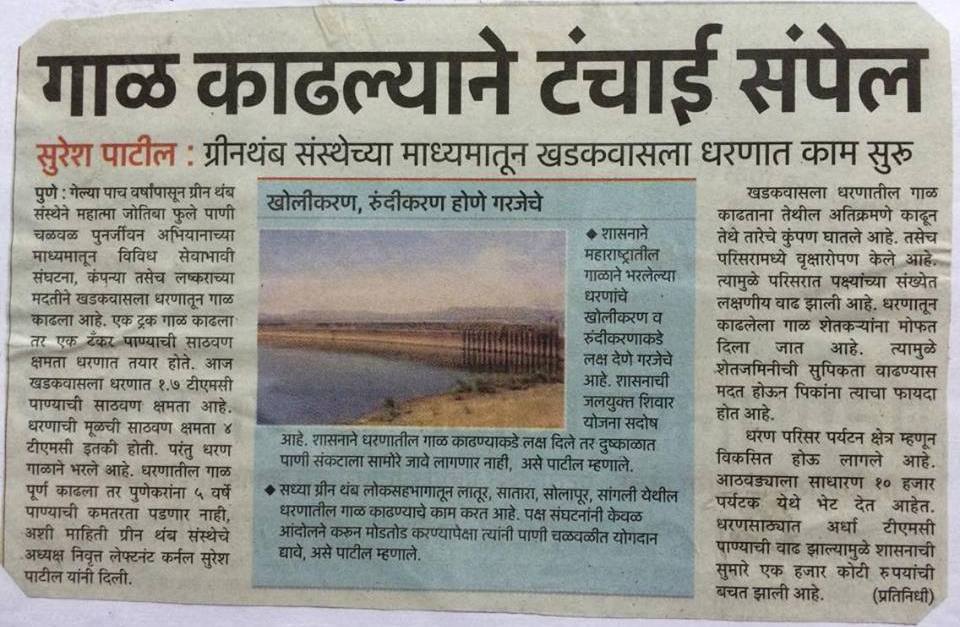 गाळ काढल्याने टंचाई संपेल
सुरेश पाटील : ग्रीनथंब संस्थेच्या माध्यमातून खडकवासला धरणात काम सुरू
पुणे : गेल्या पाच वर्षांपासून ग्रीन थंब
संस्थेने महात्मा जोतिबा फुले पाणी
चळवळ पुनर्जीवन अभियानाच्या
माध्यमातून विविध सेवाभावी
संघटना, कंपन्या तसेच लष्कराच्या
मदतीने खडकवासला धरणातून गाळ
काढला आहे. एक ट्रक गाळ काढला
तर एक टँकर पाण्याची साठवण
क्षमता धरणात तयार होते. आज
खडकवासला धरणात १.७ टीएमसी
पाण्याची साठवण क्षमता आहे.
धरणाची मूळची साठवण क्षमता ४
टीएमसी इतकी होती. परंतु धरण
गाळाने भरले आहे. धरणातील गाळ
पूर्ण काढला तर पुणेकरांना ५ वर्षे
पाण्याची कमतरता पडणार नाही,
अशी माहिती ग्रीन थंब संस्थेचे
अध्यक्ष निवृत्त लेफ्टनंट कर्नल सुरेश
पाटील यांनी दिली.
खोलीकरण, रुंदीकरण होणे गरजेचे
◆ शासनाने
महाराष्ट्रातील
गाळाने भरलेल्या
धरणांचे
खोलीकरण व
रुंदीकरणाकडे
लक्ष देणे गरजेचे
आहे. शासनाची
जलयुक्त शिवार
योजना सदोष
आहे. शासनाने धरणातील गाळ काढण्याकडे लक्ष दिले तर दुष्काळात
पाणी संकटाला सामोरे जावे लागणार नाही, असे पाटील म्हणाले.
◆ सध्या ग्रीन थंब लोकसहभागातून लातूर, सातारा, सोलापूर, सांगली येथील
धरणातील गाळ काढण्याचे काम करत आहे. पक्ष संघटनांनी केवळ
आंदोलने करून मोडतोड करण्यापेक्षा त्यांनी पाणी चळवळीत योगदान
द्यावे, असे पाटील म्हणाले.
खडकवासला धरणातील गाळ
काढताना तेथील अतिक्रमणे काढून
तेथे तारेचे कुंपण घातले आहे. तसेच
परिसरामध्ये वृक्षारोपण केले आहे.
त्यामुळे परिसरात पक्ष्यांच्या संख्येत
लक्षणीय वाढ झाली आहे. धरणातून
काढलेला गाळ शेतकऱ्यांना मोफत
दिला जात आहे. त्यामुळे
शेतजमिनीची सुपिकता वाढण्यास
मदत होऊन पिकांना त्याचा फायदा
होत आहे.
धरण परिसर पर्यटन क्षेत्र म्हणून
विकसित होऊ लागले आहे.
आठवड्याला साधारण १० हजार
पर्यटक येथे भेट देत आहेत.
धरणसाठ्यात अर्धा टीएमसी
पाण्याची वाढ झाल्यामुळे शासनाची
सुमारे एक हजार कोटी रुपयांची
बचत झाली आहे. (प्रतिनिधी)